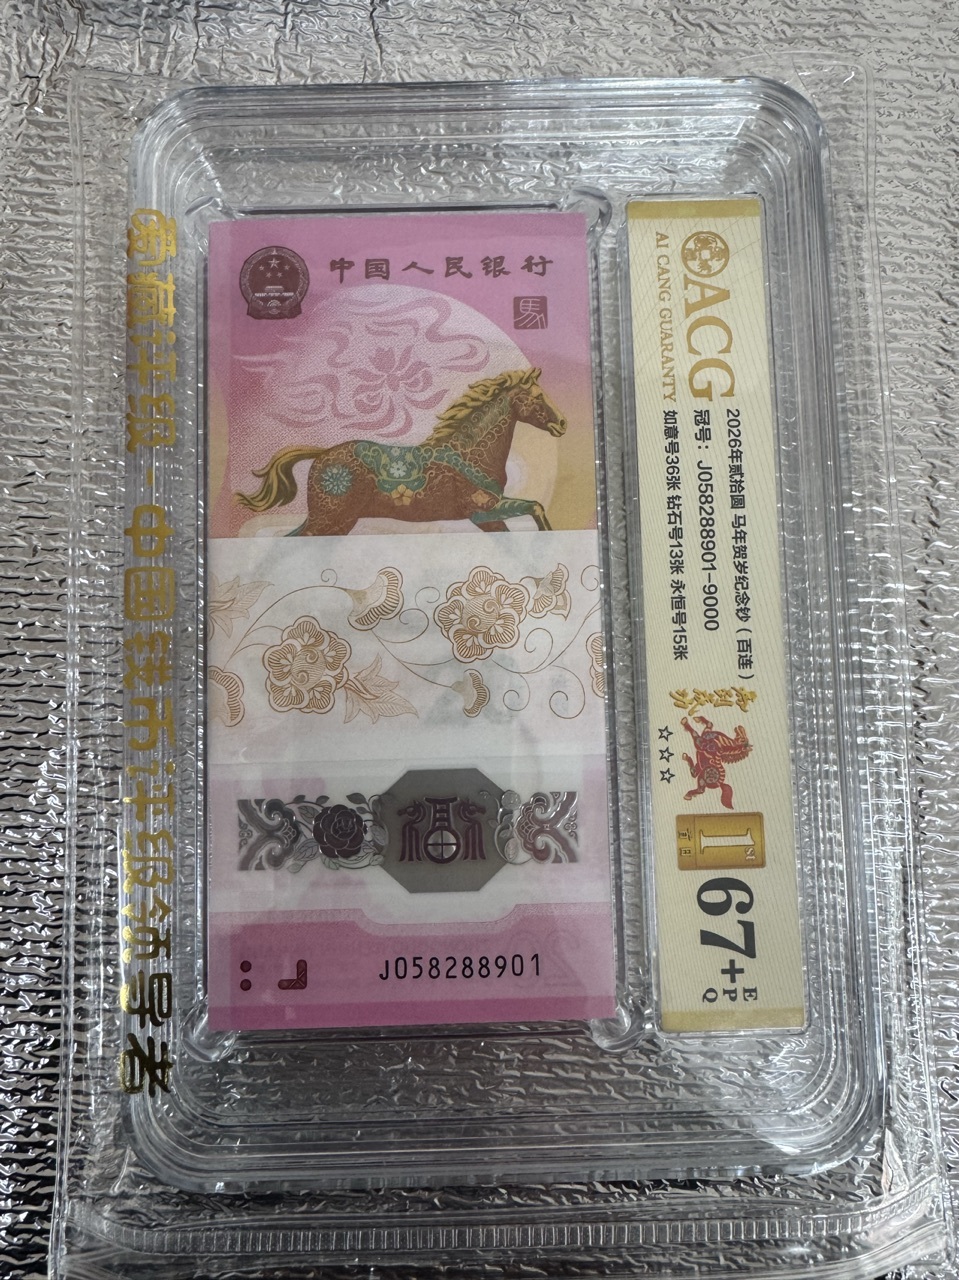 爱藏评级·中国钱币评级领导者
中国人民银行
馬
J058288901
ACG
AI CANG GUARANTY
2026年贰拾圆 马年贺岁纪念钞（百连）
冠号：J058288901-9000
如意号36张 钻石号13张 永恒号15张
☆☆☆
1ST
首日
67+
EPQ